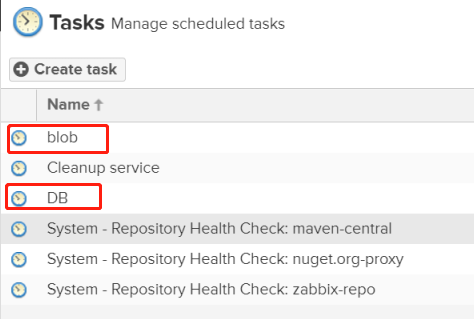 Tasks Manage scheduled tasks
Create task
Name
blob
Cleanup service
DB
System - Repository Health Check: maven-central
System - Repository Health Check: nuget.org-proxy
System - Repository Health Check: zabbix-repo